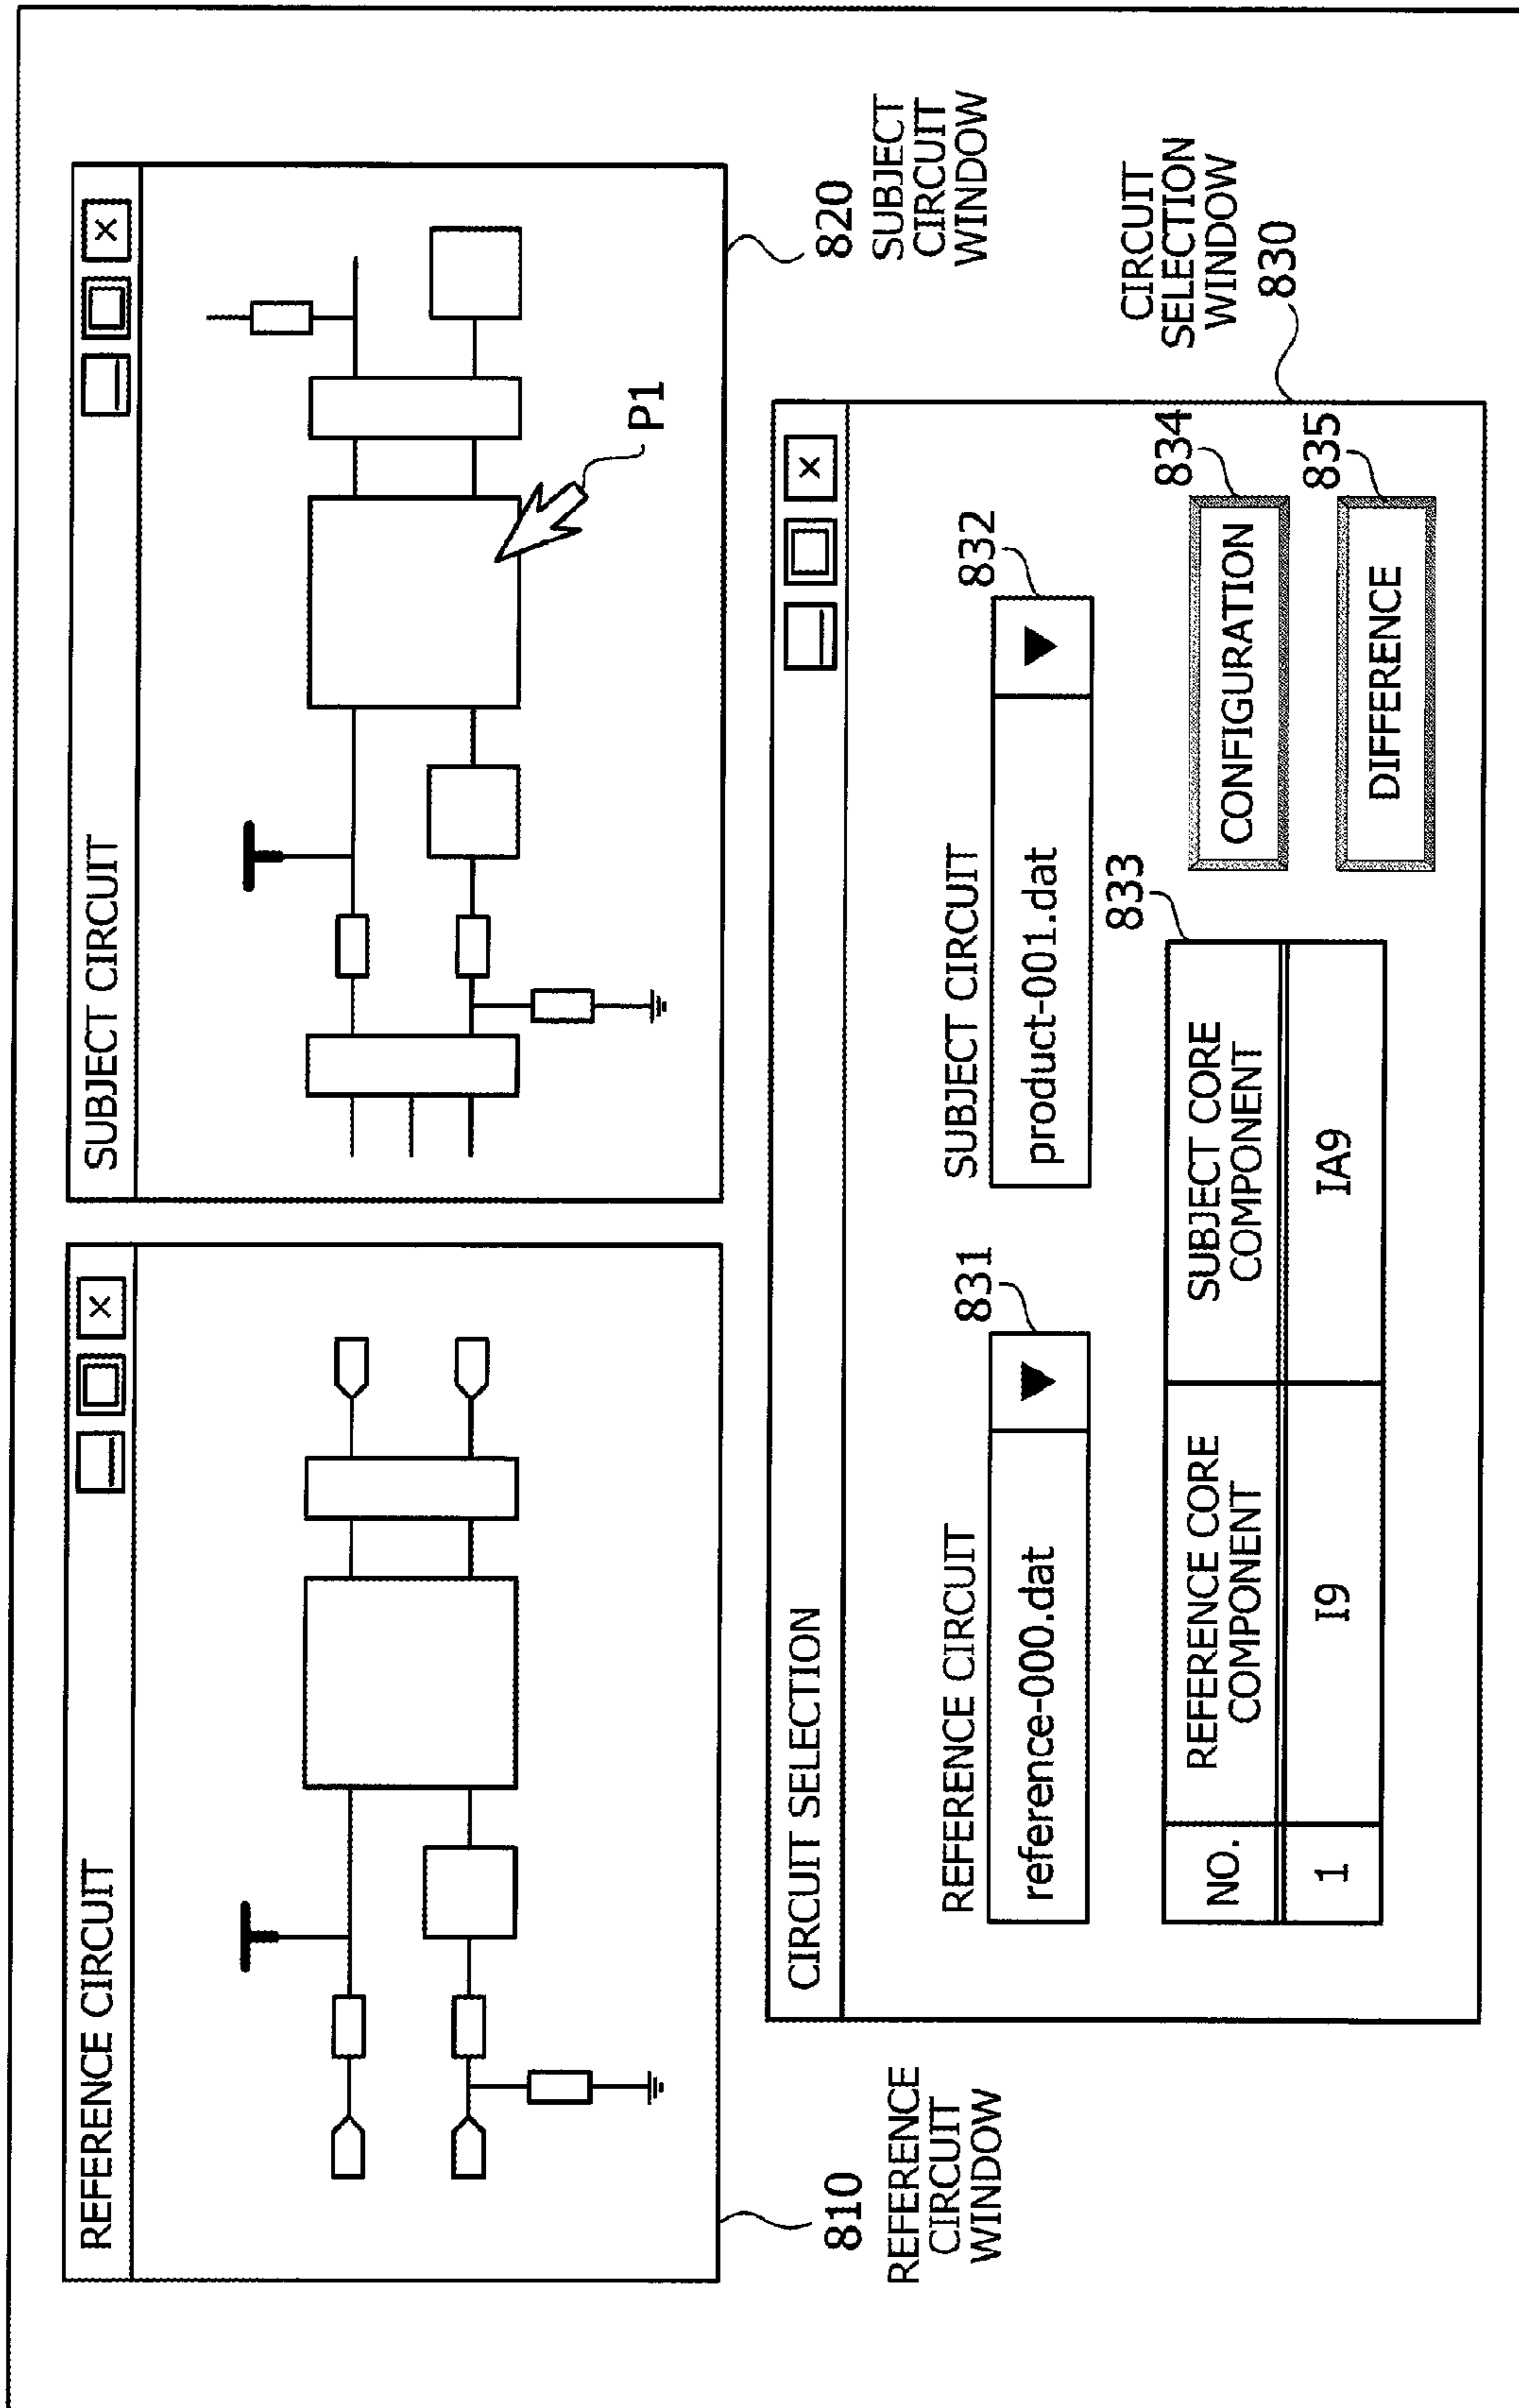 REFERENCE CIRCUIT
SUBJECT CIRCUIT
P1
810
REFERENCE
CIRCUIT
WINDOW
820
SUBJECT
CIRCUIT
WINDOW
CIRCUIT SELECTION
CIRCUIT
SELECTION
WINDOW
830
REFERENCE CIRCUIT
831
reference-000.dat
SUBJECT CIRCUIT
832
product-001.dat
833
NO.
REFERENCE CORE
COMPONENT
SUBJECT CORE
COMPONENT
1
I9
IA9
834
CONFIGURATION
835
DIFFERENCE